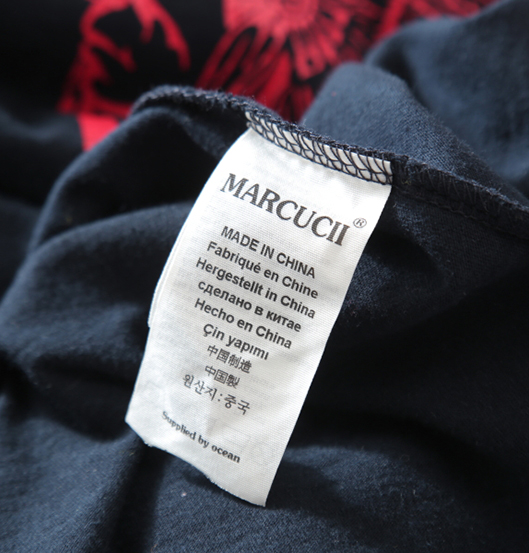 MARCUCII®
MADE IN CHINA
Fabriqué en Chine
Hergestellt in China
сделано в китае
Hecho en China
Çin yapımı
中国制造
中国製
원산지:중국
Supplied by ocean